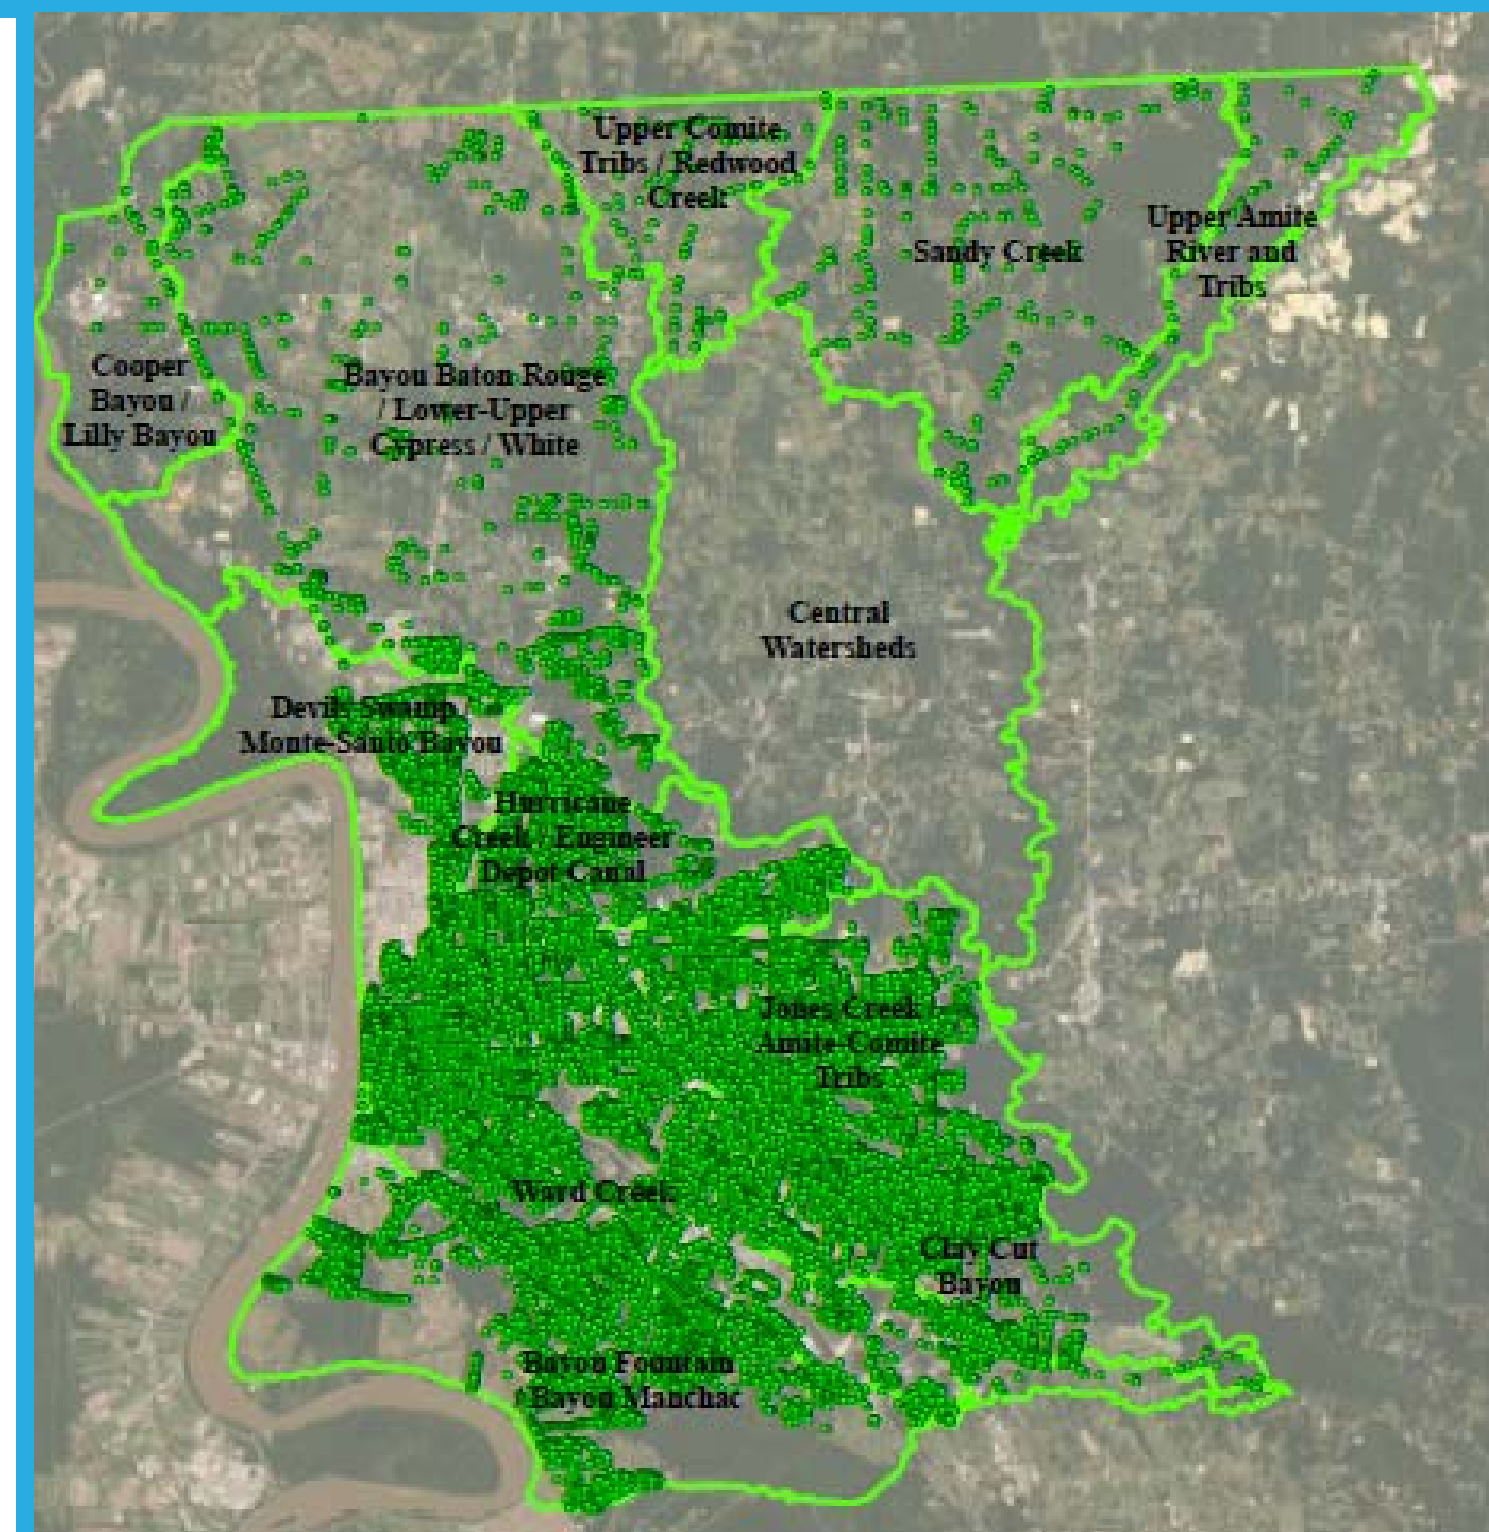 Upper Comite
Tribs / Redwood
Creek
Sandy Creek
Upper Amite
River and
Tribs
Cooper
Bayou /
Lilly Bayou
Bayou Baton Rouge
/ Lower-Upper
Cypress / White
Central
Watersheds
Devils Swamp /
Monte-Santo Bayou
Hurricane
Creek / Engineer
/ Depot Canal
Jones Creek
Amite-Comite
Tribs
Ward Creek
Clay Cut
Bayou
Bayou Fountain
/ Bayou Manchac